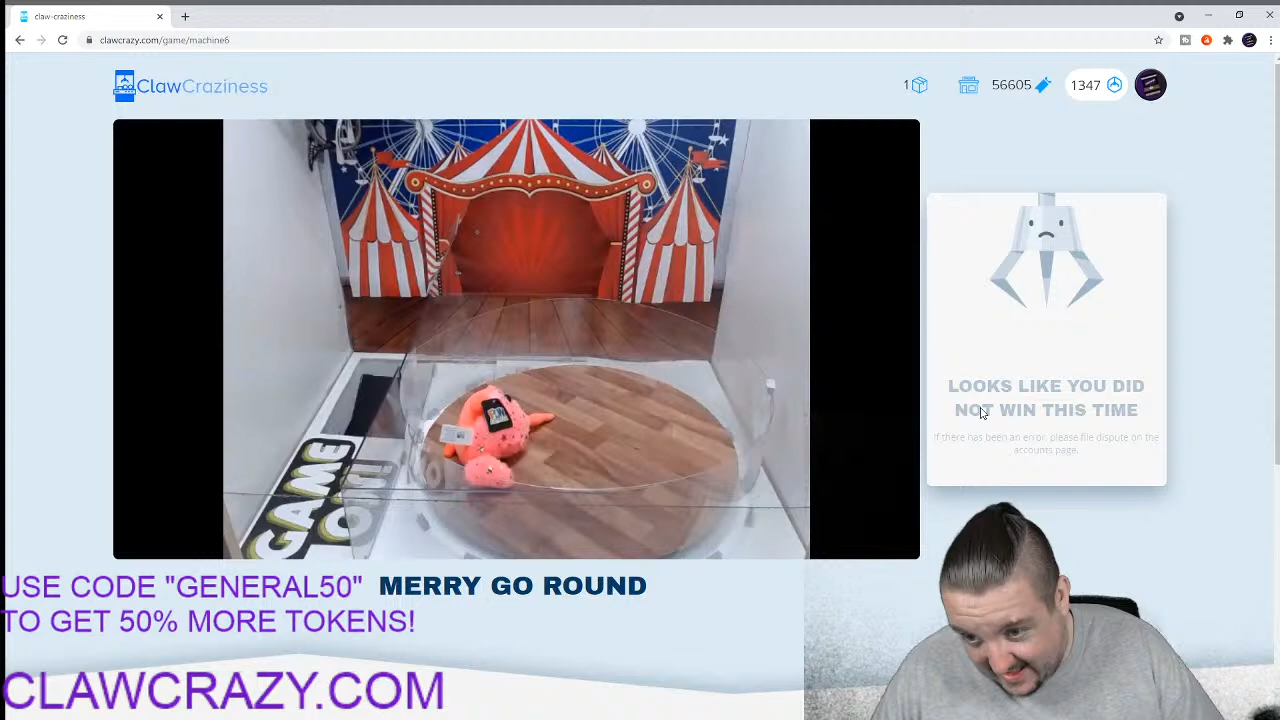 claw-craziness
clawcrazy.com/game/machine6
ClawCraziness
1
56605
1347
LOOKS LIKE YOU DID
NOT WIN THIS TIME
If there has been an error, please file dispute on the
accounts page.
GAME
ON!
USE CODE "GENERAL50"
TO GET 50% MORE TOKENS!
MERRY GO ROUND
CLAWCRAZY.COM